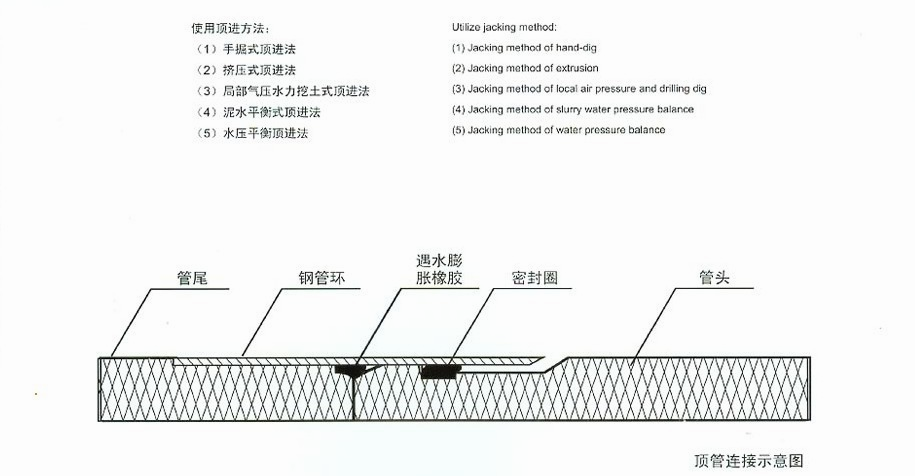 使用顶进方法：
（1）手掘式顶进法
（2）挤压式顶进法
（3）局部气压水力挖土式顶进法
（4）泥水平衡式顶进法
（5）水压平衡顶进法
Utilize jacking method:
(1) Jacking method of hand-dig
(2) Jacking method of extrusion
(3) Jacking method of local air pressure and drilling dig
(4) Jacking method of slurry water pressure balance
(5) Jacking method of water pressure balance
管尾
钢管环
遇水膨
胀橡胶
密封圈
管头
顶管连接示意图